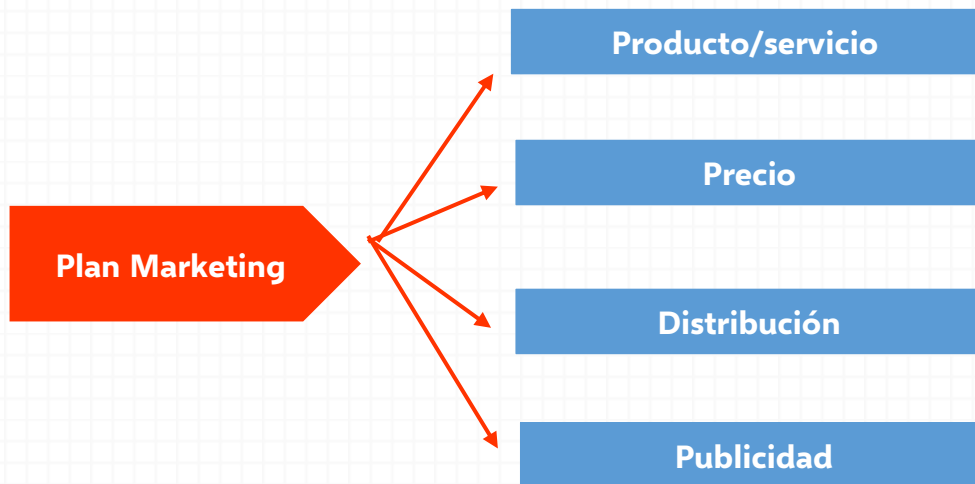 Producto/servicio
Precio
Plan Marketing
Distribución
Publicidad